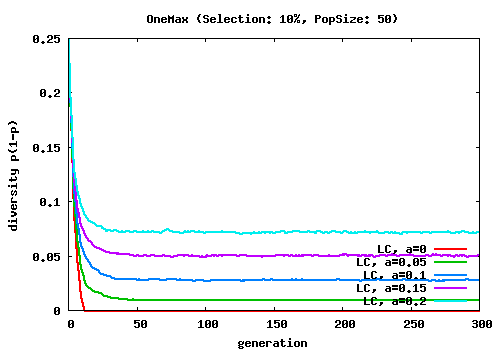 OneMax (Selection: 10%, PopSize: 50)
0.25
0.2
0.15
0.1
0.05
0
diversity p(1-p)
LC, a=0
LC, a=0.05
LC, a=0.1
LC, a=0.15
LC, a=0.2
0 50 100 150 200 250 300
generation